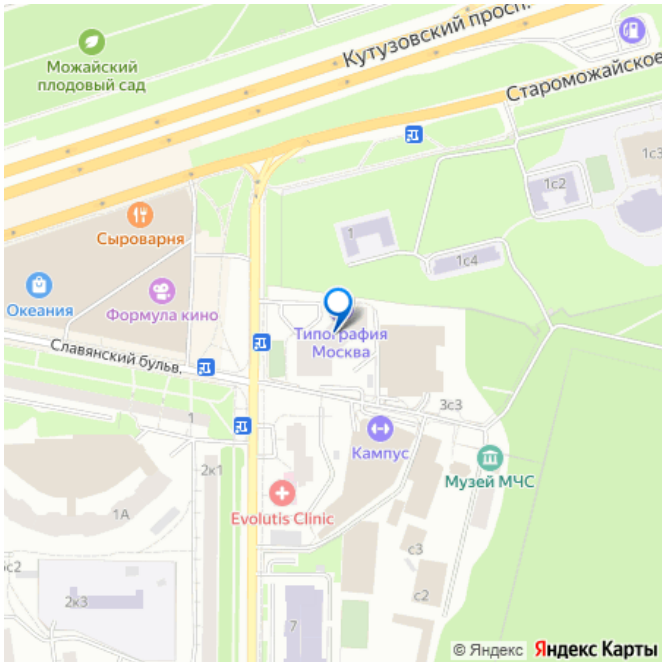 Кутузовский просп.
Можайский
плодовый сад
Староможайское
1с3
1с2
Сыроварня
1
1с4
Океания
Формула кино
Типография
Москва
Славянский бульв.
3с3
1
Кампус
2к1
Музей МЧС
1А
Evolutis Clinic
с3
с2
2к3
с2
7
© Яндекс Яндекс Карты